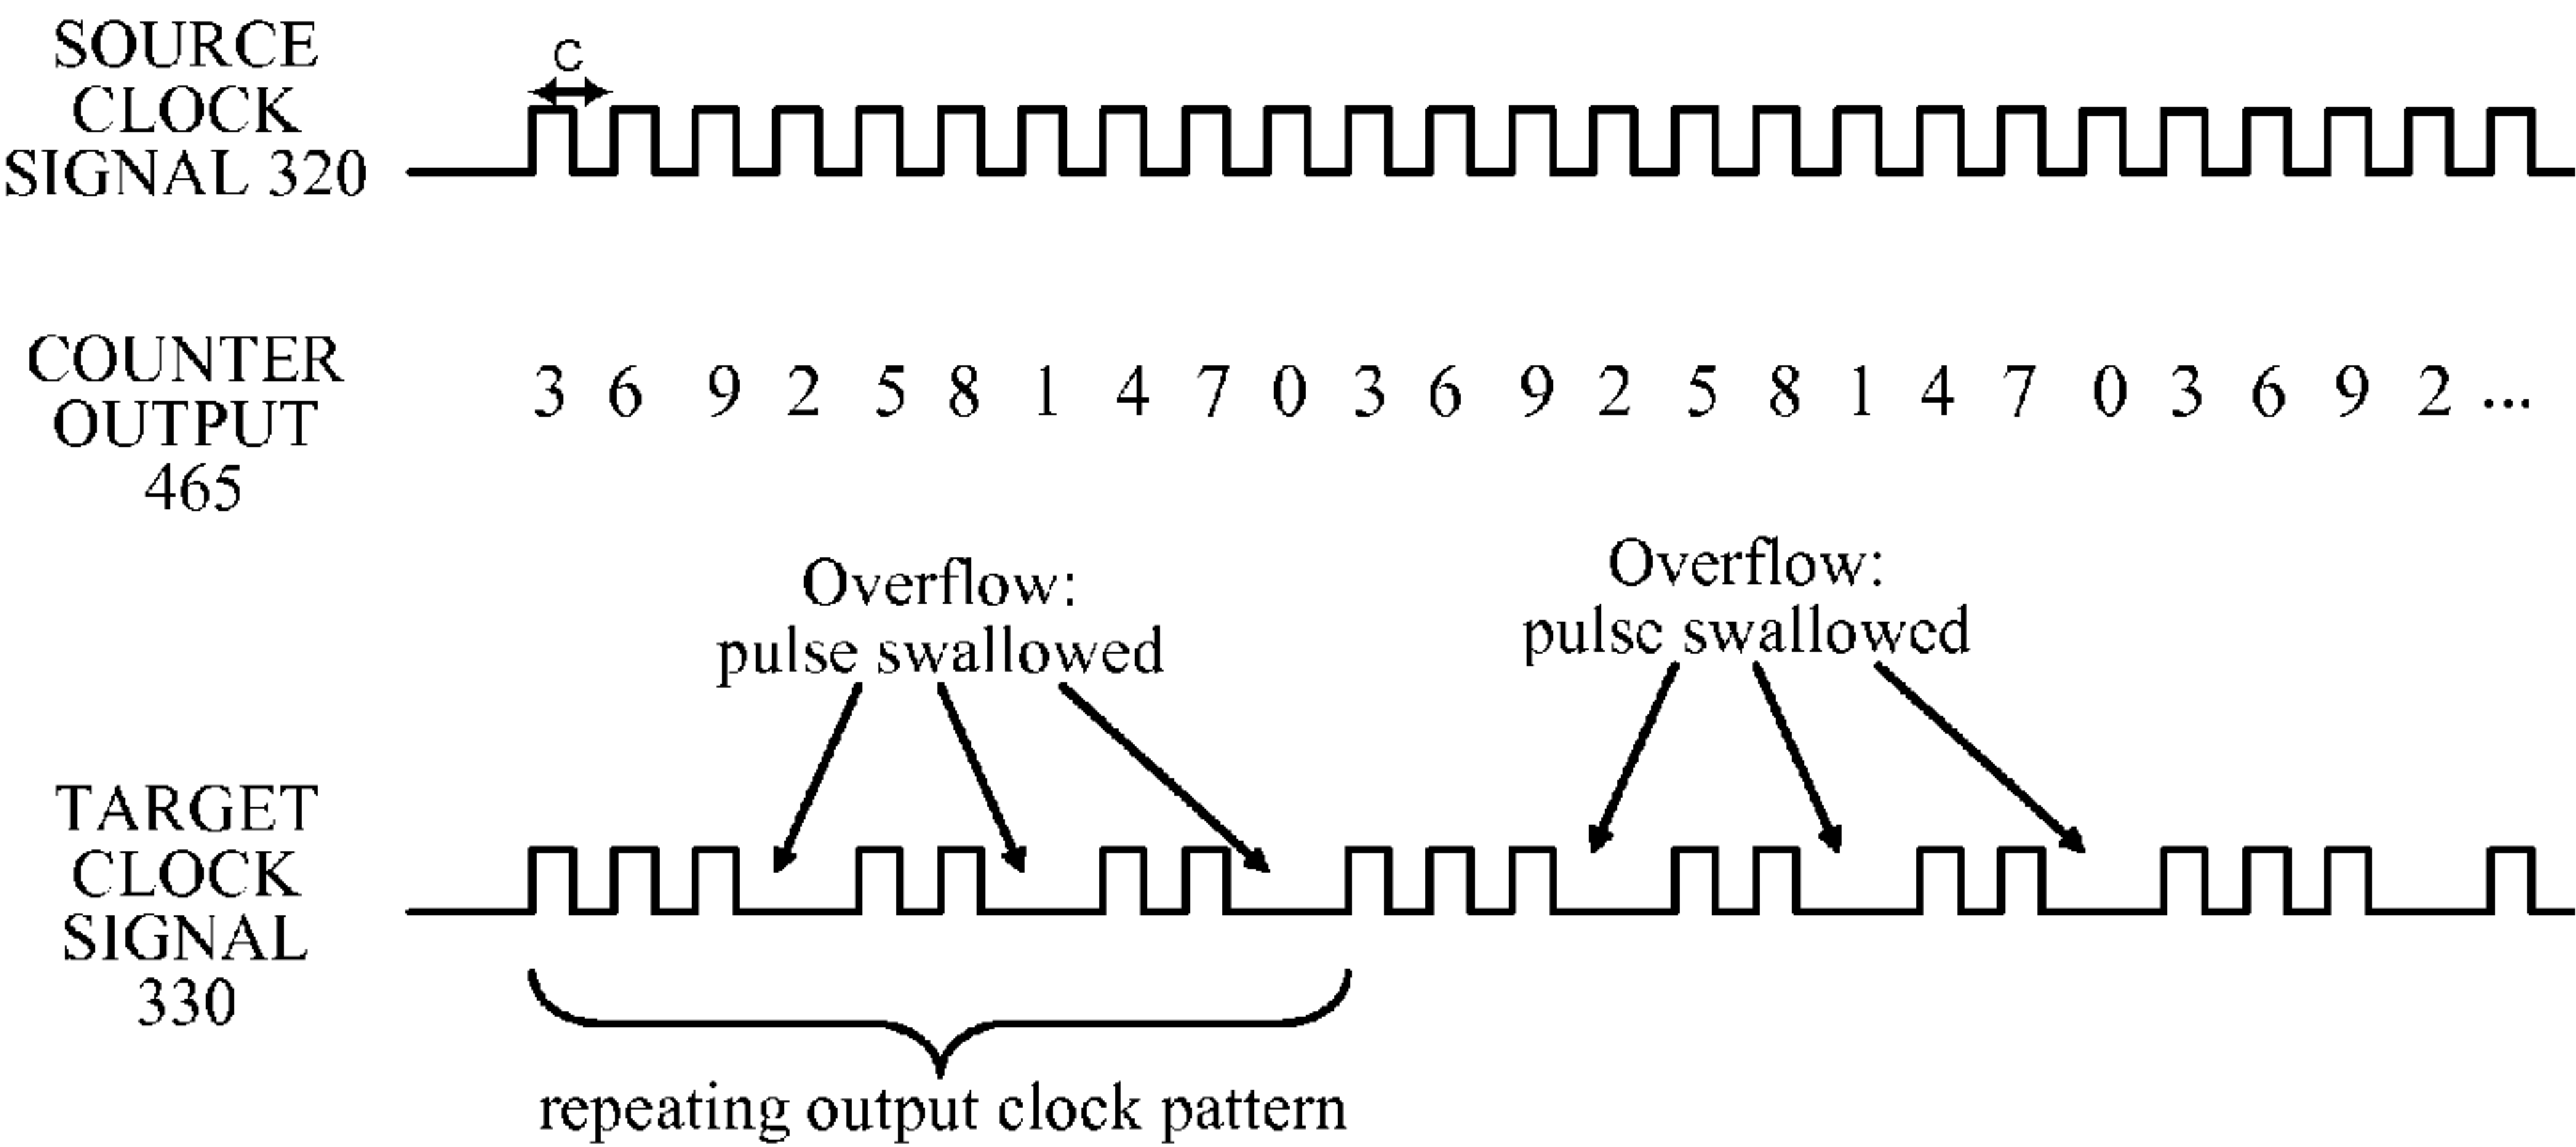 SOURCE
CLOCK
SIGNAL 320
C
COUNTER
OUTPUT
465
3 6 9 2 5 8 1 4 7 0 3 6 9 2 5 8 1 4 7 0 3 6 9 2 ...
Overflow:
pulse swallowed
Overflow:
pulse swallowed
TARGET
CLOCK
SIGNAL
330
repeating output clock pattern